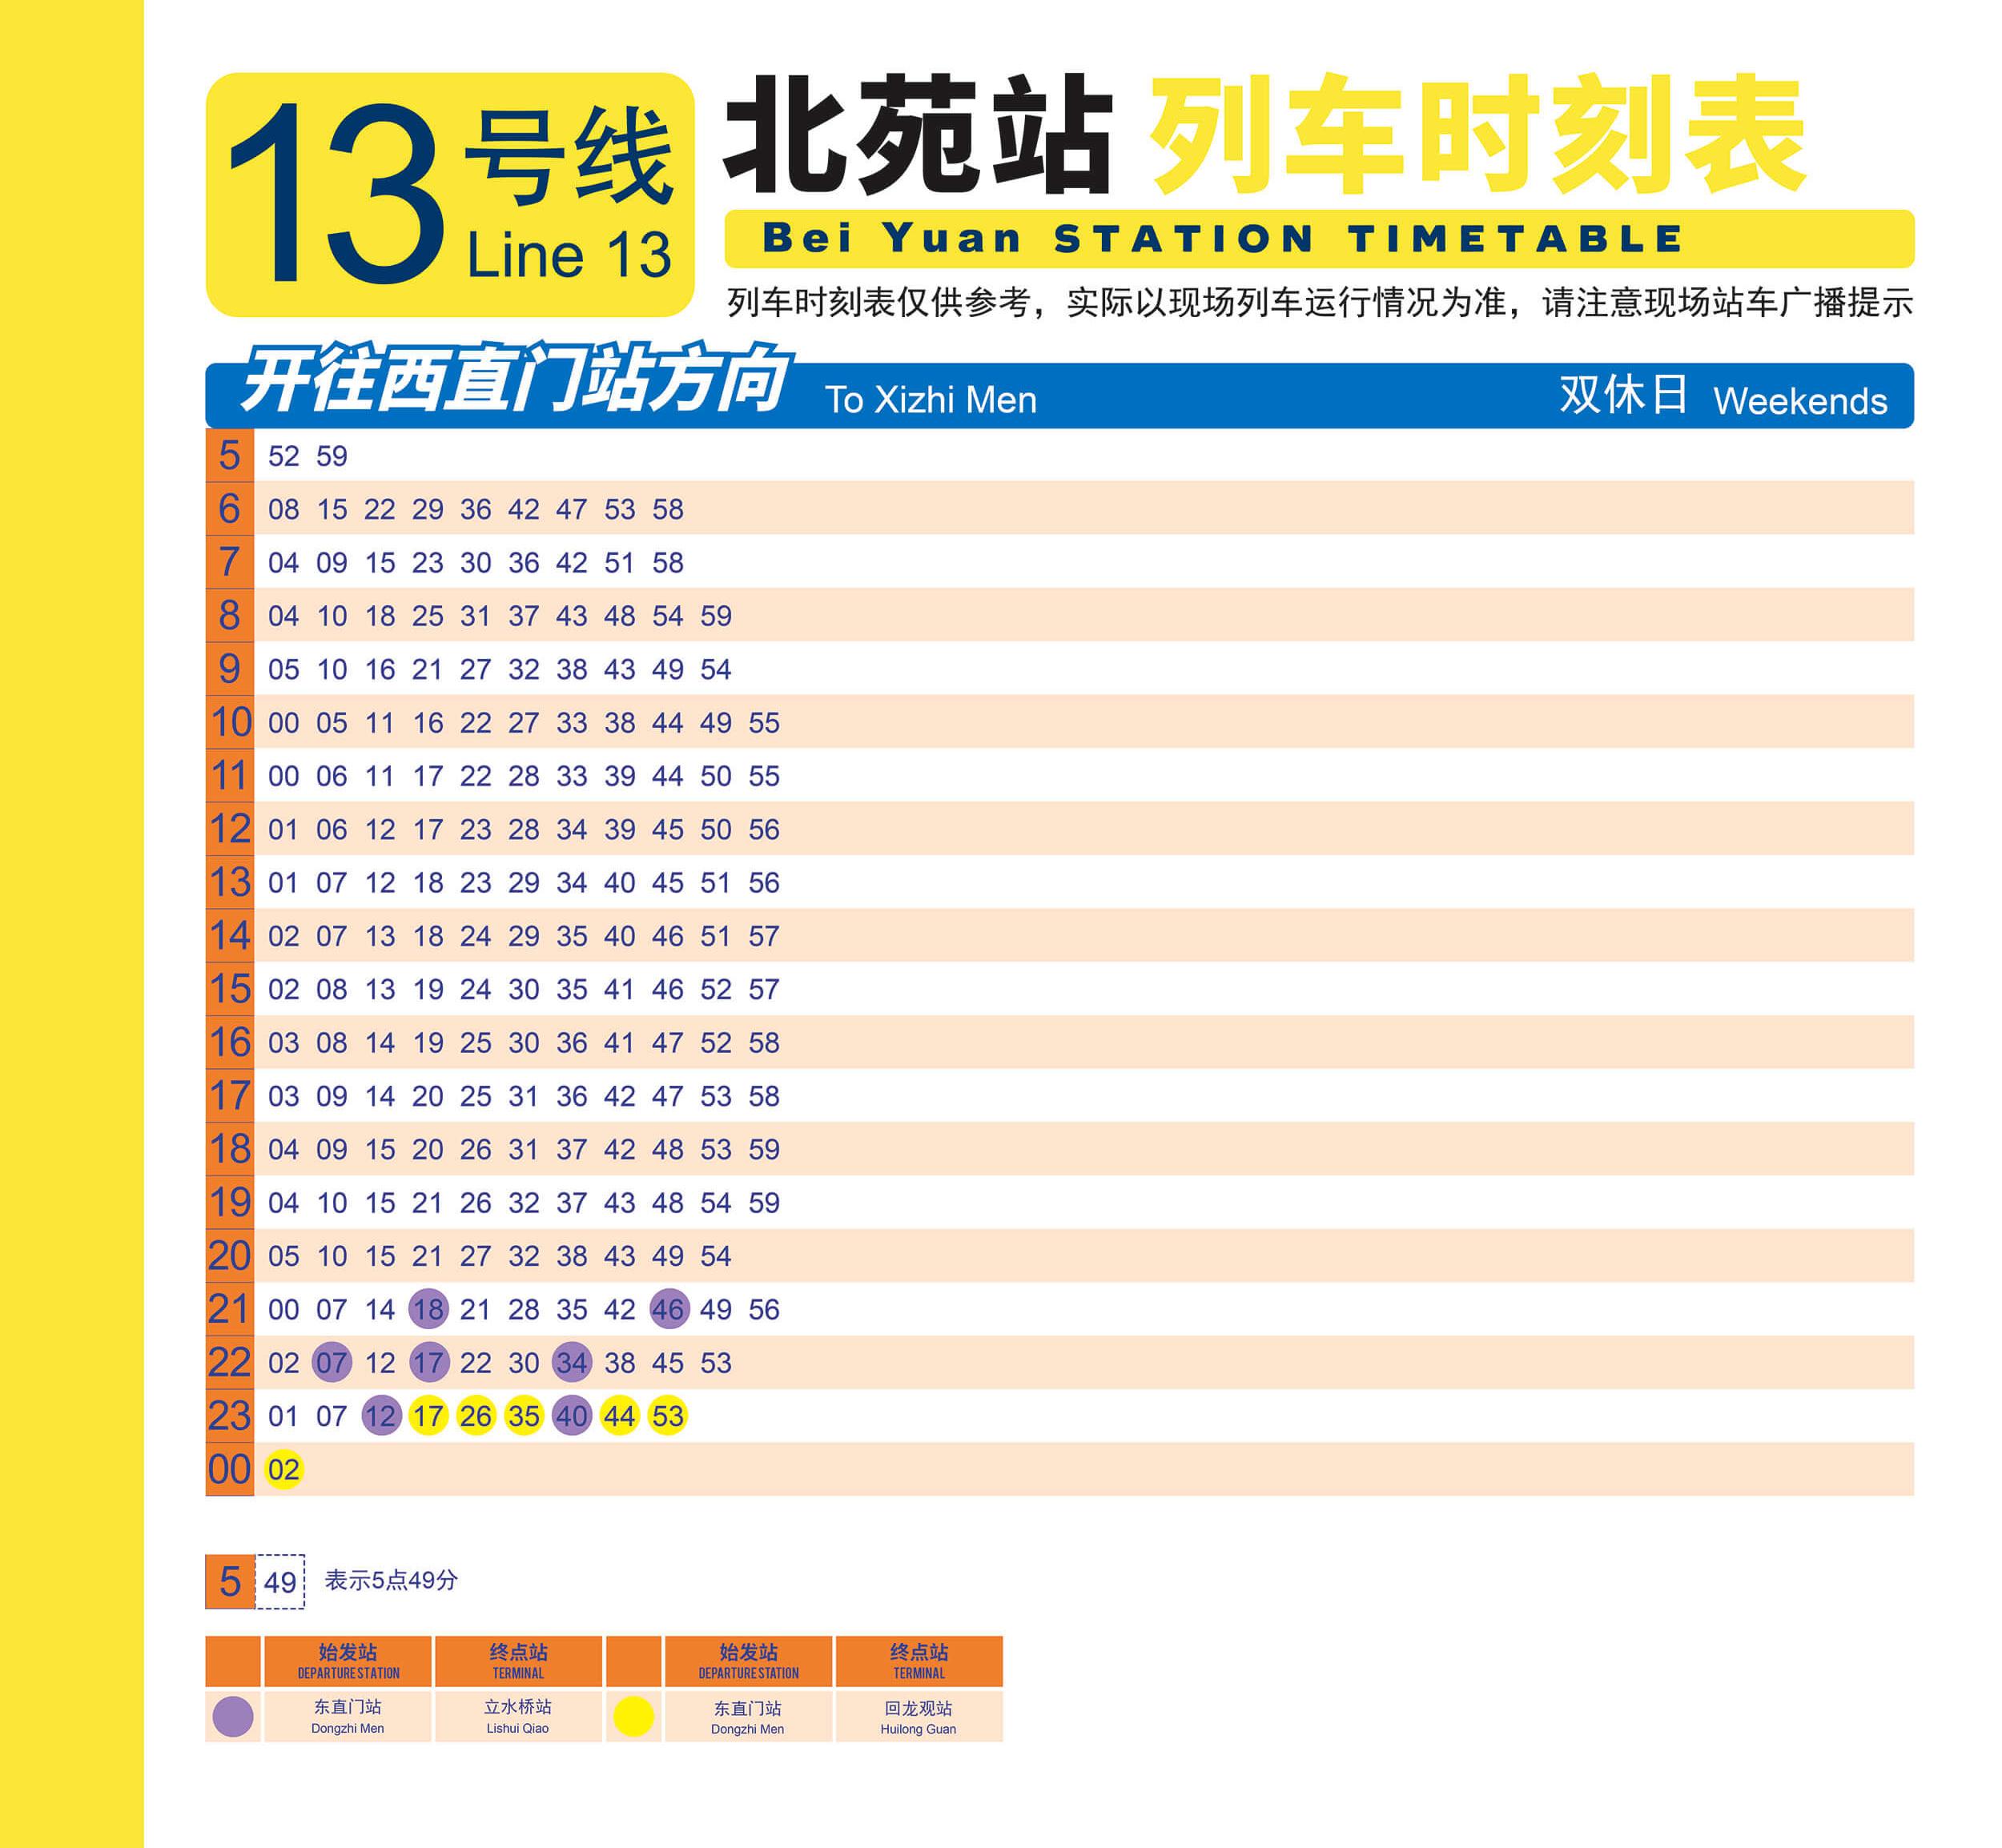 13号线
Line 13
北苑站 列车时刻表
Bei Yuan STATION TIMETABLE
列车时刻表仅供参考，实际以现场列车运行情况为准，请注意现场站车广播提示
开往西直门站方向 To Xizhi Men 双休日 Weekends
5 52 59
6 08 15 22 29 36 42 47 53 58
7 04 09 15 23 30 36 42 51 58
8 04 10 18 25 31 37 43 48 54 59
9 05 10 16 21 27 32 38 43 49 54
10 00 05 11 16 22 27 33 38 44 49 55
11 00 06 11 17 22 28 33 39 44 50 55
12 01 06 12 17 23 28 34 39 45 50 56
13 01 07 12 18 23 29 34 40 45 51 56
14 02 07 13 18 24 29 35 40 46 51 57
15 02 08 13 19 24 30 35 41 46 52 57
16 03 08 14 19 25 30 36 41 47 52 58
17 03 09 14 20 25 31 36 42 47 53 58
18 04 09 15 20 26 31 37 42 48 53 59
19 04 10 15 21 26 32 37 43 48 54 59
20 05 10 15 21 27 32 38 43 49 54
21 00 07 14 18 21 28 35 42 46 49 56
22 02 07 12 17 22 30 34 38 45 53
23 01 07 12 17 26 35 40 44 53
00 02
5 49 表示5点49分
始发站 终点站 始发站 终点站
DEPARTURE STATION TERMINAL DEPARTURE STATION TERMINAL
东直门站 立水桥站 东直门站 回龙观站
Dongzhi Men Lishui Qiao Dongzhi Men Huilong Guan